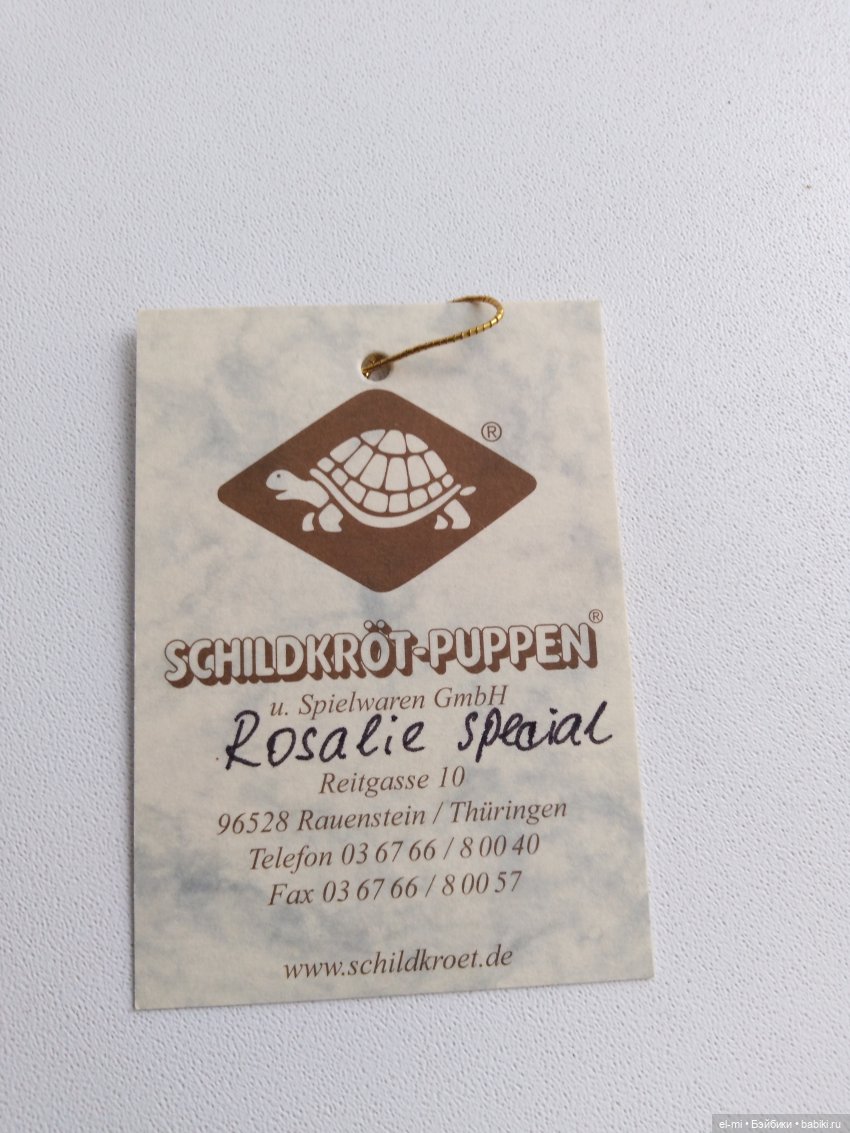 ®
SCHILDKRÖT-PUPPEN®
u. Spielwaren GmbH
Rosalie special
Reitgasse 10
96528 Rauenstein / Thüringen
Telefon 03 67 66 / 8 00 40
Fax 03 67 66 / 8 00 57
www.schildkroet.de
el-mi • Бэйбики • babiki.ru